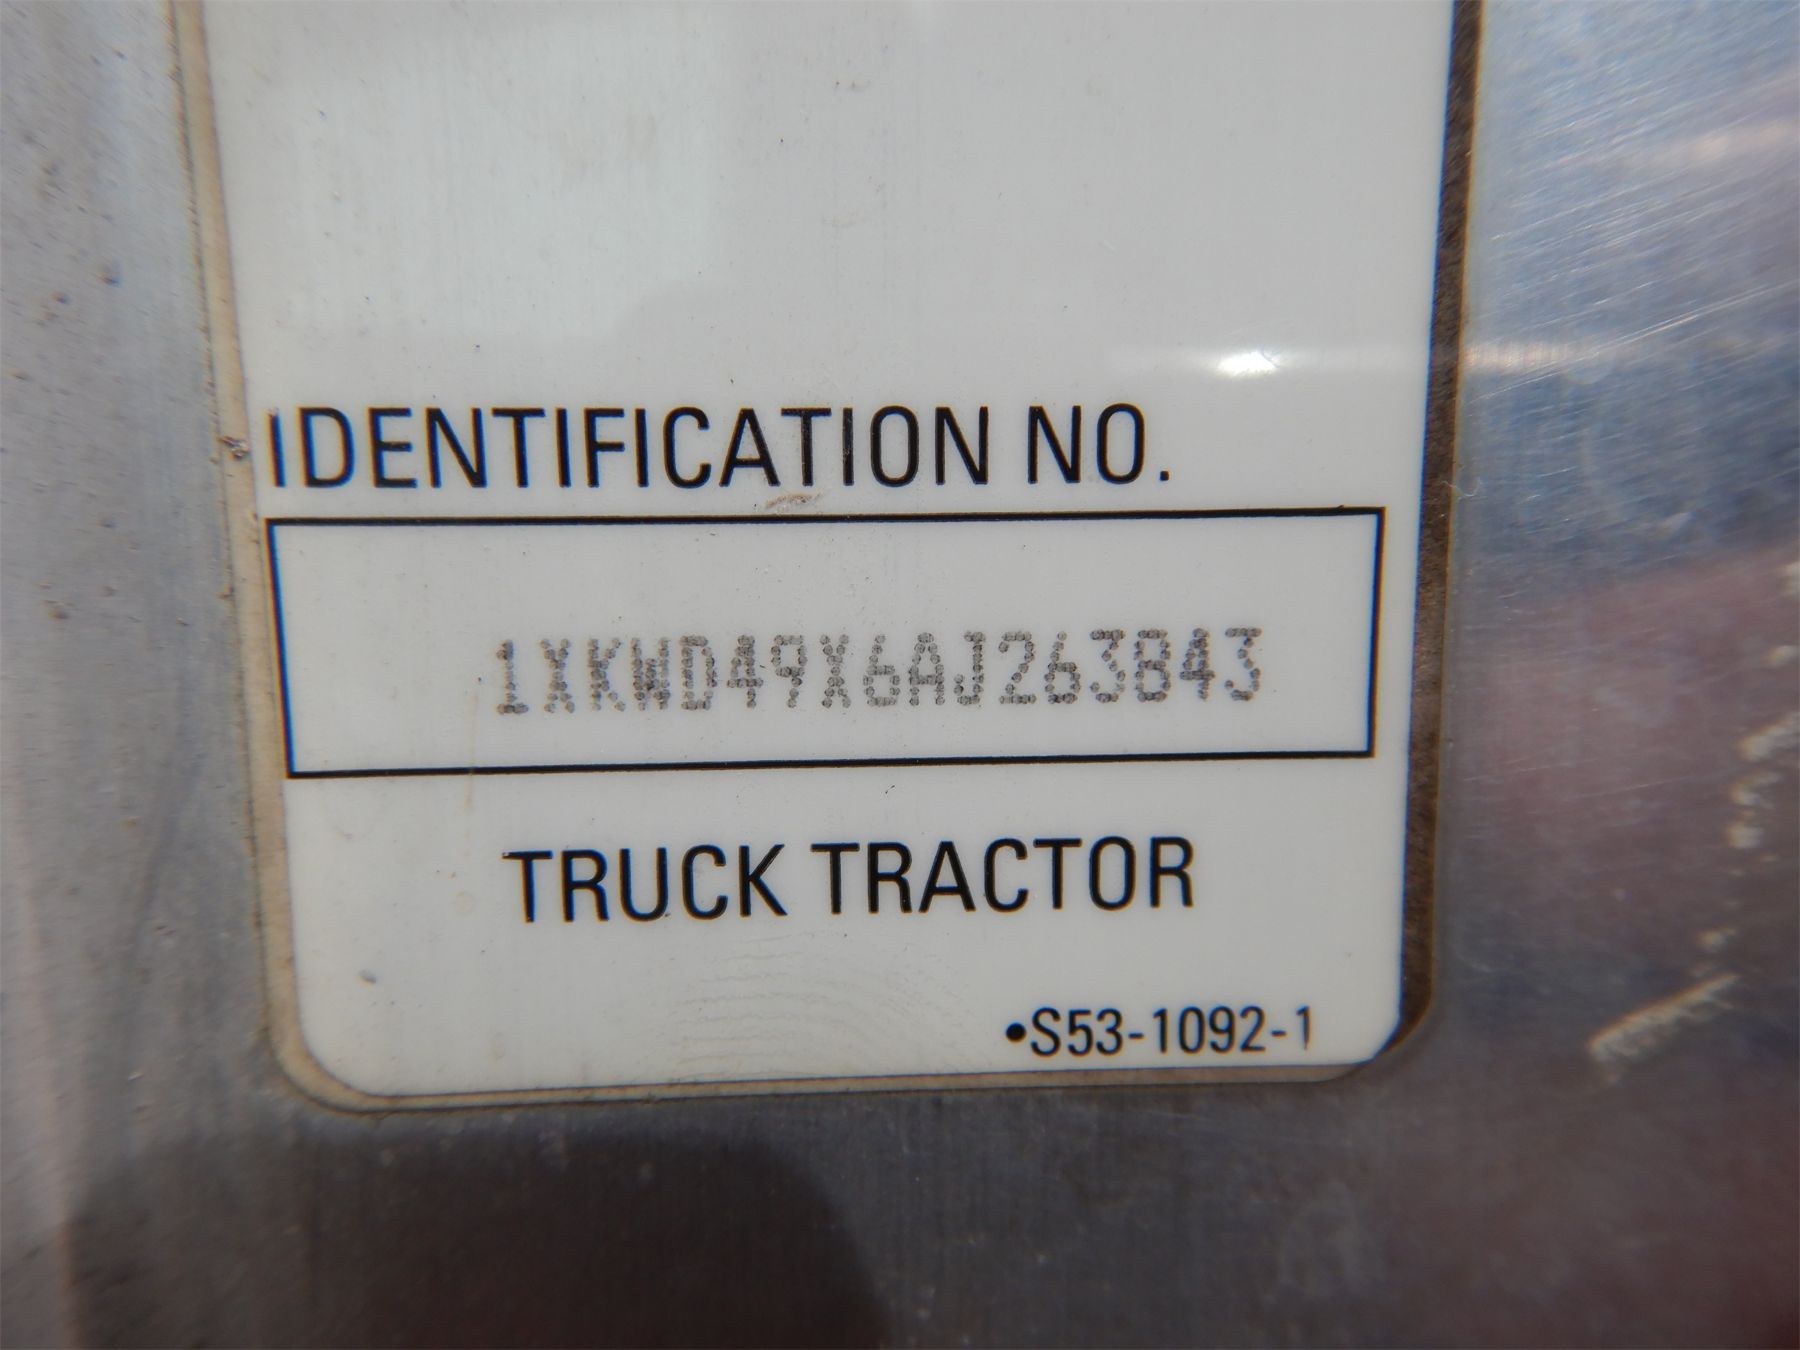 IDENTIFICATION NO.
1XKWD49X6AJ263843
TRUCK TRACTOR
•S53-1092-1